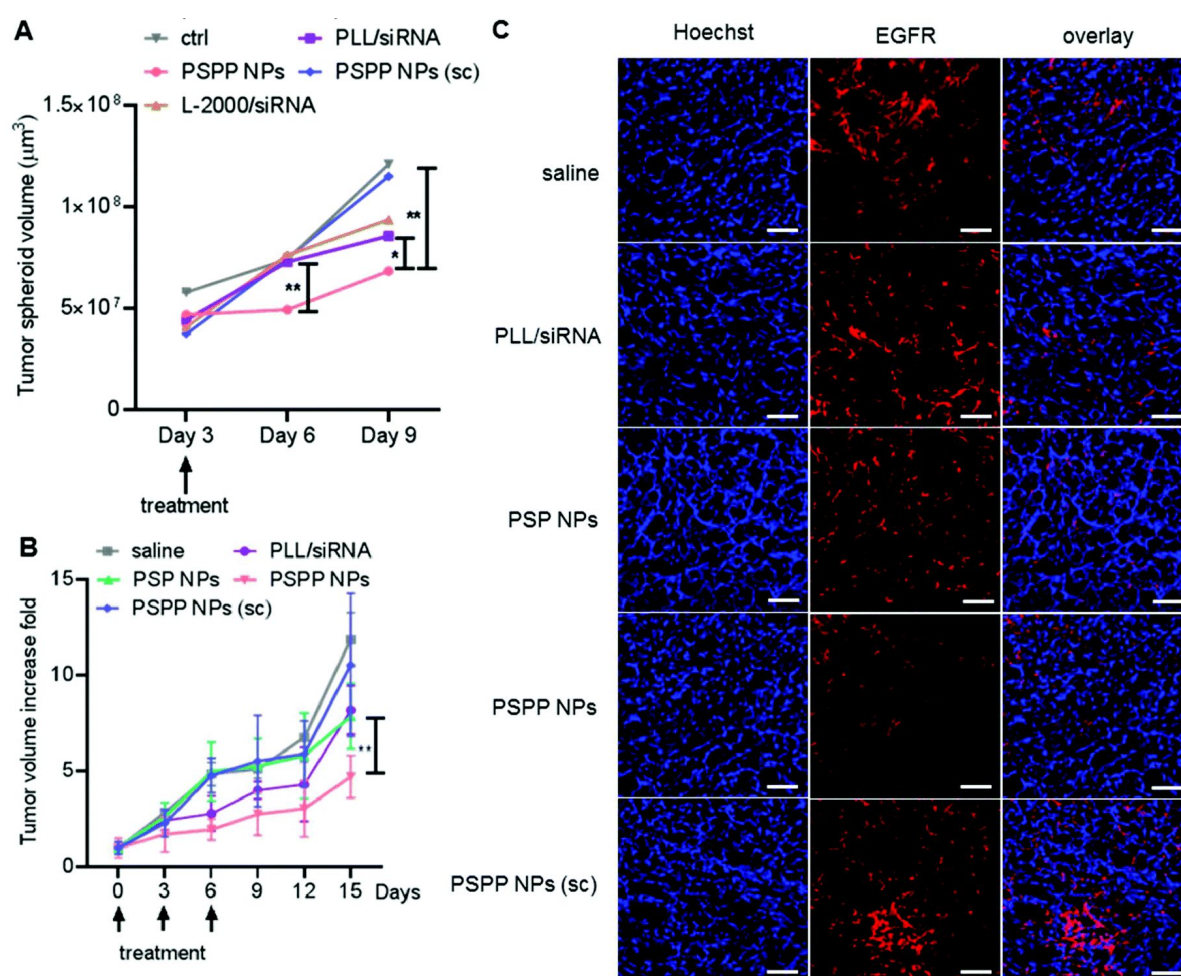 A
ctrl
PLL/siRNA
PSPP NPs
PSPP NPs (sc)
L-2000/siRNA
Tumor spheroid volume (μm³)
1.5×10⁸
1×10⁸
5×10⁷
0
**
*
**
Day 3 Day 6 Day 9
treatment
B
saline
PLL/siRNA
PSP NPs
PSPP NPs
PSPP NPs (sc)
Tumor volume increase fold
15
10
5
0
**
0 3 6 9 12 15 Days
treatment
C
Hoechst EGFR overlay
saline
PLL/siRNA
PSP NPs
PSPP NPs
PSPP NPs (sc)